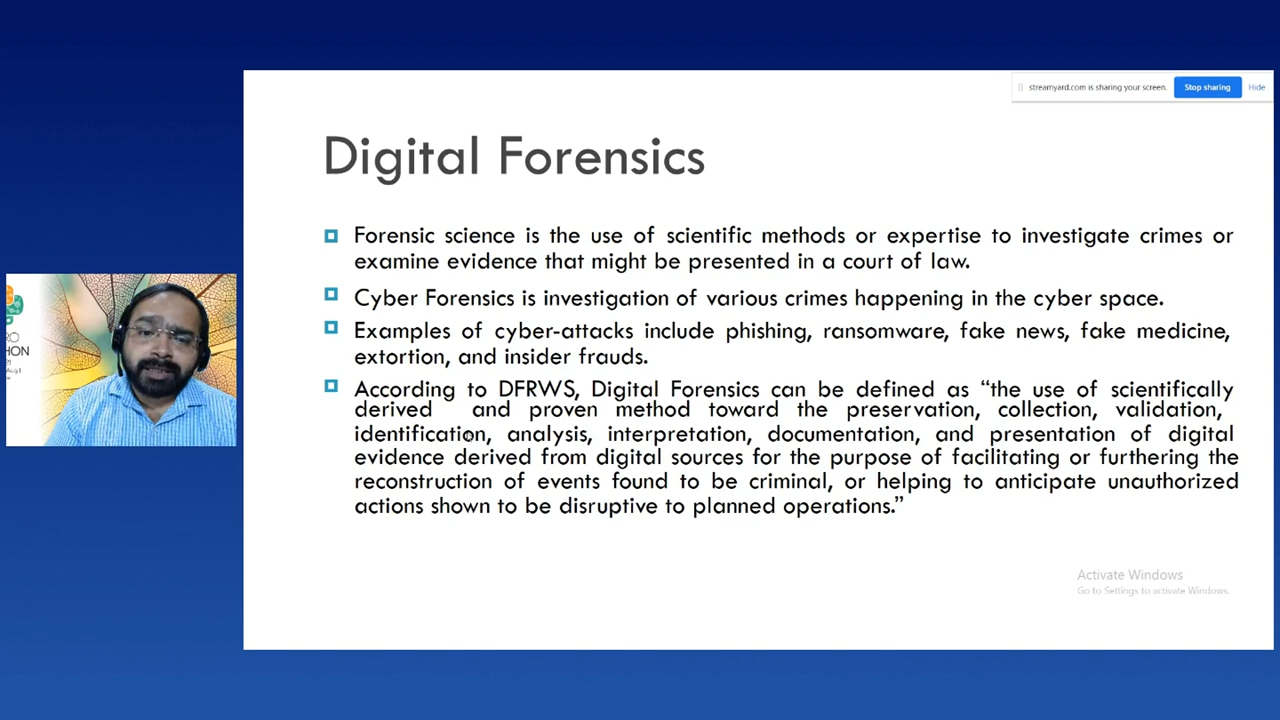 streamyard.com is sharing your screen.
Stop sharing
Hide
Digital Forensics
Forensic science is the use of scientific methods or expertise to investigate crimes or
examine evidence that might be presented in a court of law.
Cyber Forensics is investigation of various crimes happening in the cyber space.
Examples of cyber-attacks include phishing, ransomware, fake news, fake medicine,
extortion, and insider frauds.
According to DFRWS, Digital Forensics can be defined as “the use of scientifically
derived and proven method toward the preservation, collection, validation,
identification, analysis, interpretation, documentation, and presentation of digital
evidence derived from digital sources for the purpose of facilitating or furthering the
reconstruction of events found to be criminal, or helping to anticipate unauthorized
actions shown to be disruptive to planned operations.”
Activate Windows
Go to Settings to activate Windows.